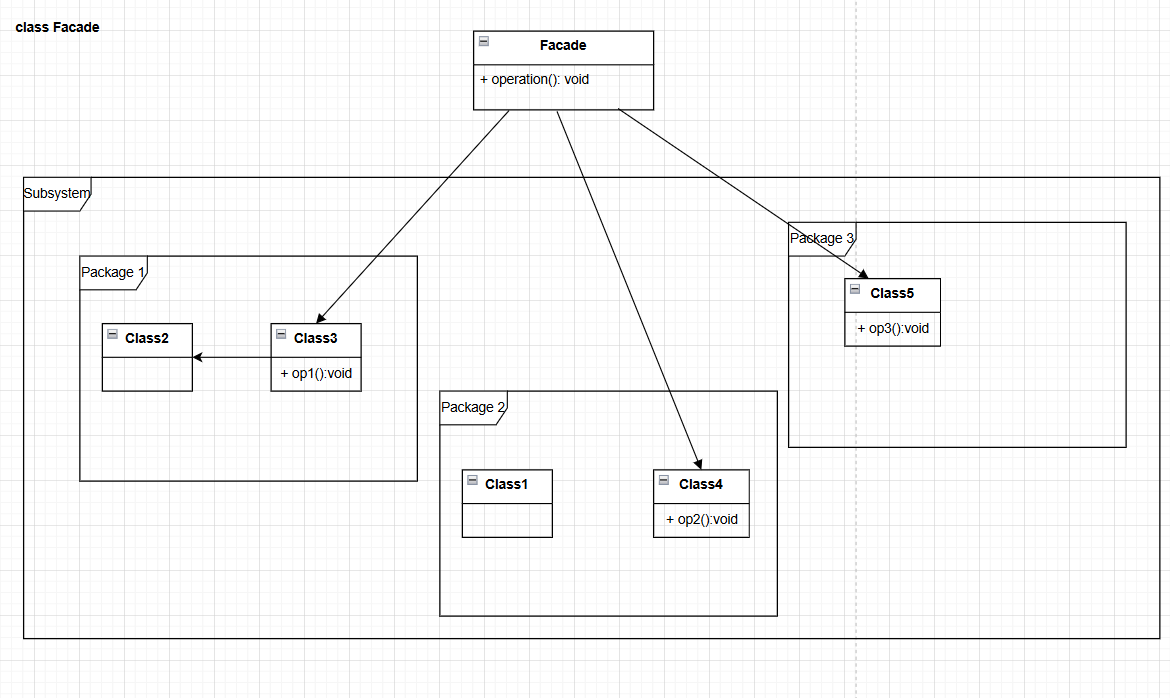 class Facade
Facade
+ operation(): void
Subsystem
Package 3
Package 1
Class5
+ op3():void
Class2
Class3
+ op1():void
Package 2
Class1
Class4
+ op2():void